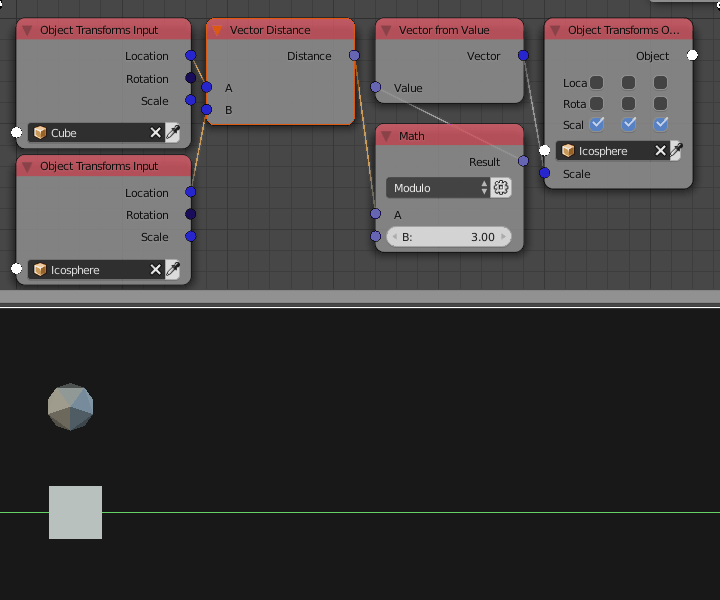 Object Transforms Input
Location
Rotation
Scale
Cube
Object Transforms Input
Location
Rotation
Scale
Icosphere
Vector Distance
Distance
A
B
Vector from Value
Vector
Value
Math
Result
Modulo
A
B: 3.00
Object Transforms O...
Object
Loca
Rota
Scal
Icosphere
Scale